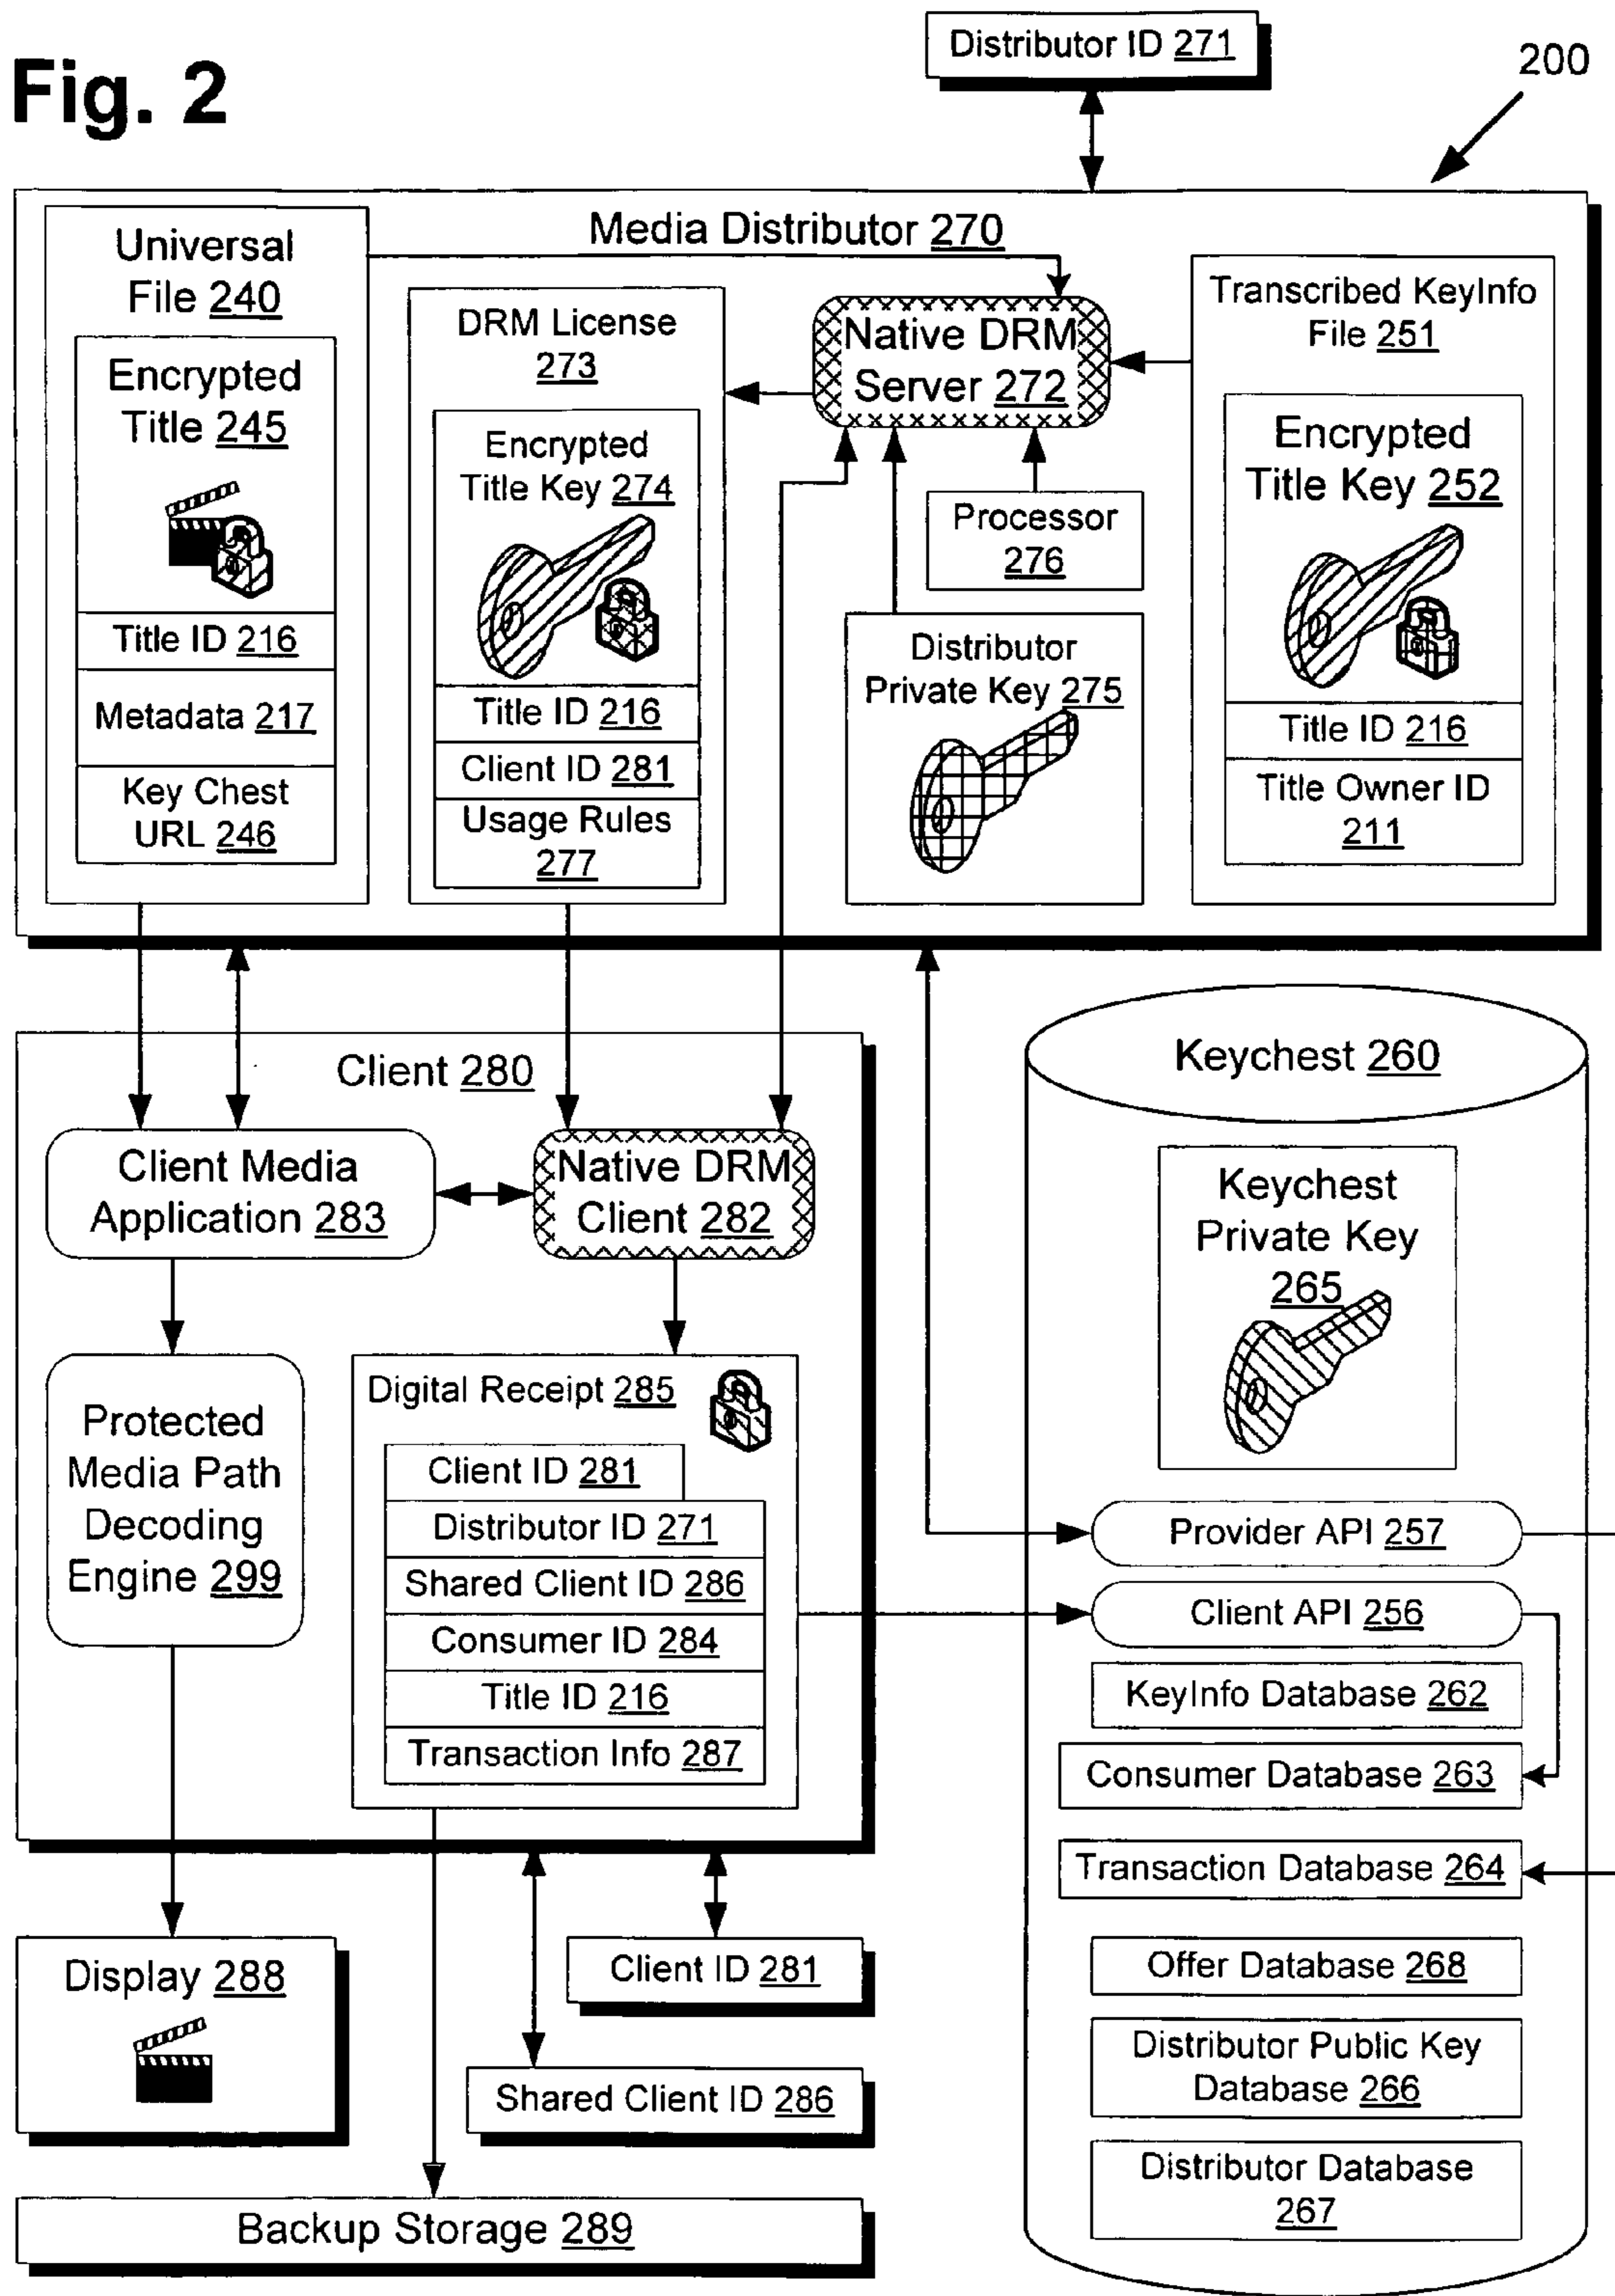 Fig. 2
Distributor ID 271
200
Media Distributor 270
Universal
File 240
Encrypted
Title 245
Title ID 216
Metadata 217
Key Chest
URL 246
DRM License
273
Encrypted
Title Key 274
Title ID 216
Client ID 281
Usage Rules
277
Native DRM
Server 272
Processor
276
Distributor
Private Key 275
Transcribed KeyInfo
File 251
Encrypted
Title Key 252
Title ID 216
Title Owner ID
211
Client 280
Client Media
Application 283
Native DRM
Client 282
Protected
Media Path
Decoding
Engine 299
Digital Receipt 285
Client ID 281
Distributor ID 271
Shared Client ID 286
Consumer ID 284
Title ID 216
Transaction Info 287
Display 288
Client ID 281
Shared Client ID 286
Backup Storage 289
Keychest 260
Keychest
Private Key
265
Provider API 257
Client API 256
KeyInfo Database 262
Consumer Database 263
Transaction Database 264
Offer Database 268
Distributor Public Key
Database 266
Distributor Database
267